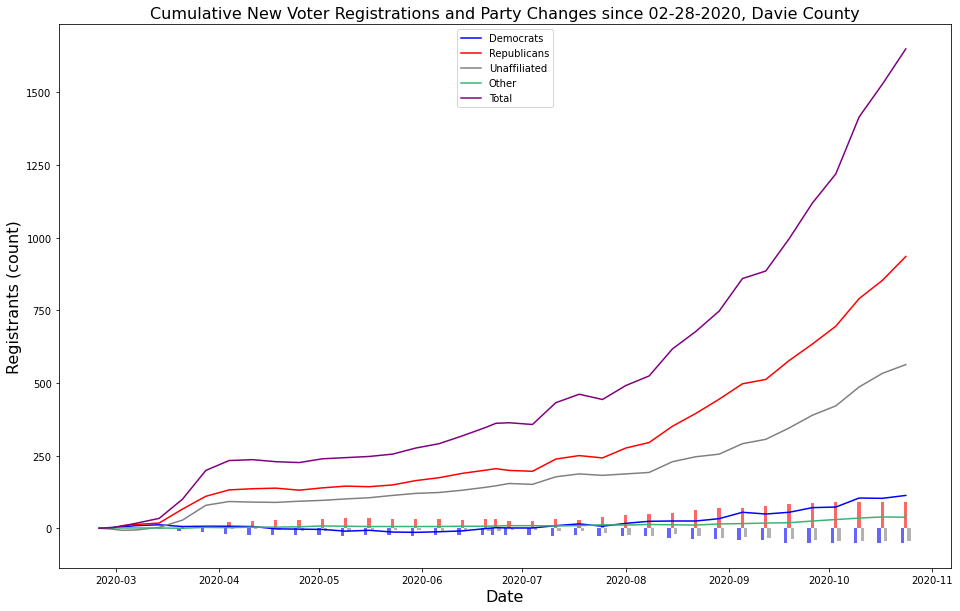 Cumulative New Voter Registrations and Party Changes since 02-28-2020, Davie County
Democrats
Republicans
Unaffiliated
Other
Total
Registrants (count)
1500
1250
1000
750
500
250
0
2020-03 2020-04 2020-05 2020-06 2020-07 2020-08 2020-09 2020-10 2020-11
Date